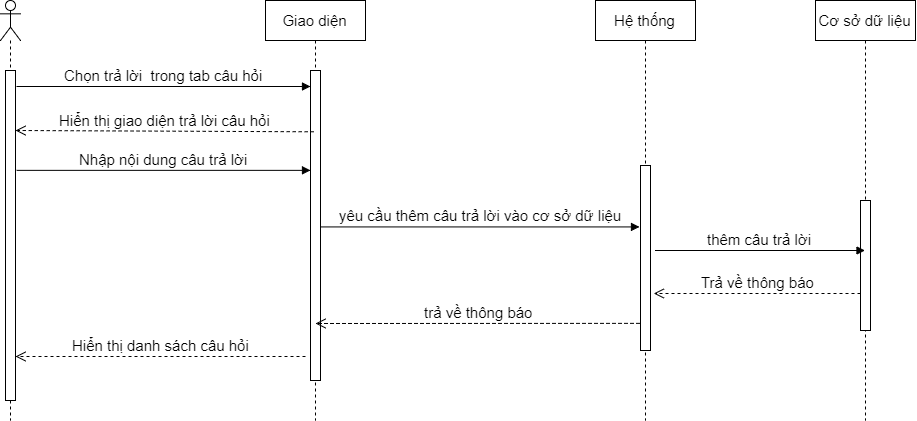 Giao diện
Hệ thống
Cơ sở dữ liệu
Chọn trả lời trong tab câu hỏi
Hiển thị giao diện trả lời câu hỏi
Nhập nội dung câu trả lời
yêu cầu thêm câu trả lời vào cơ sở dữ liệu
thêm câu trả lời
Trả về thông báo
trả về thông báo
Hiển thị danh sách câu hỏi